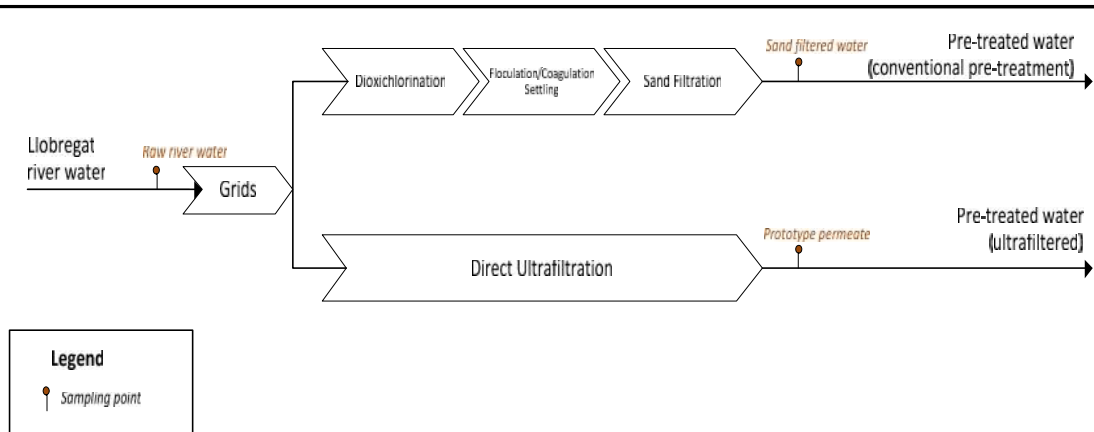 Llobregat
river water
Raw river water
Grids
Dioxichlorination
Floculation/Coagulation
Settling
Sand Filtration
Sand filtered water
Pre-treated water
(conventional pre-treatment)
Direct Ultrafiltration
Prototype permeate
Pre-treated water
(ultrafiltered)
Legend
Sampling point